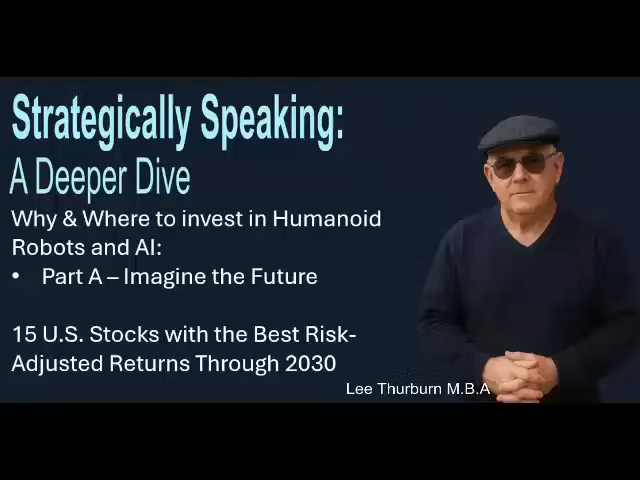 Strategically Speaking:
A Deeper Dive
Why & Where to invest in Humanoid
Robots and AI:
• Part A – Imagine the Future
15 U.S. Stocks with the Best Risk-
Adjusted Returns Through 2030
Lee Thurburn M.B.A